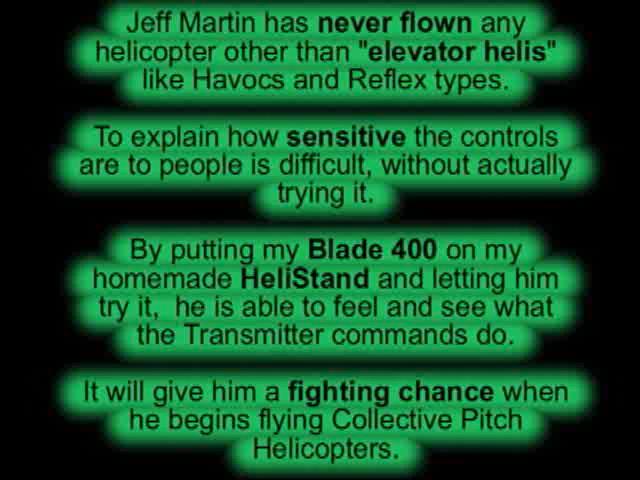 Jeff Martin has never flown any
helicopter other than "elevator helis"
like Havocs and Reflex types.
To explain how sensitive the controls
are to people is difficult, without actually
trying it.
By putting my Blade 400 on my
homemade HeliStand and letting him
try it,  he is able to feel and see what
the Transmitter commands do.
It will give him a fighting chance when
he begins flying Collective Pitch
Helicopters.